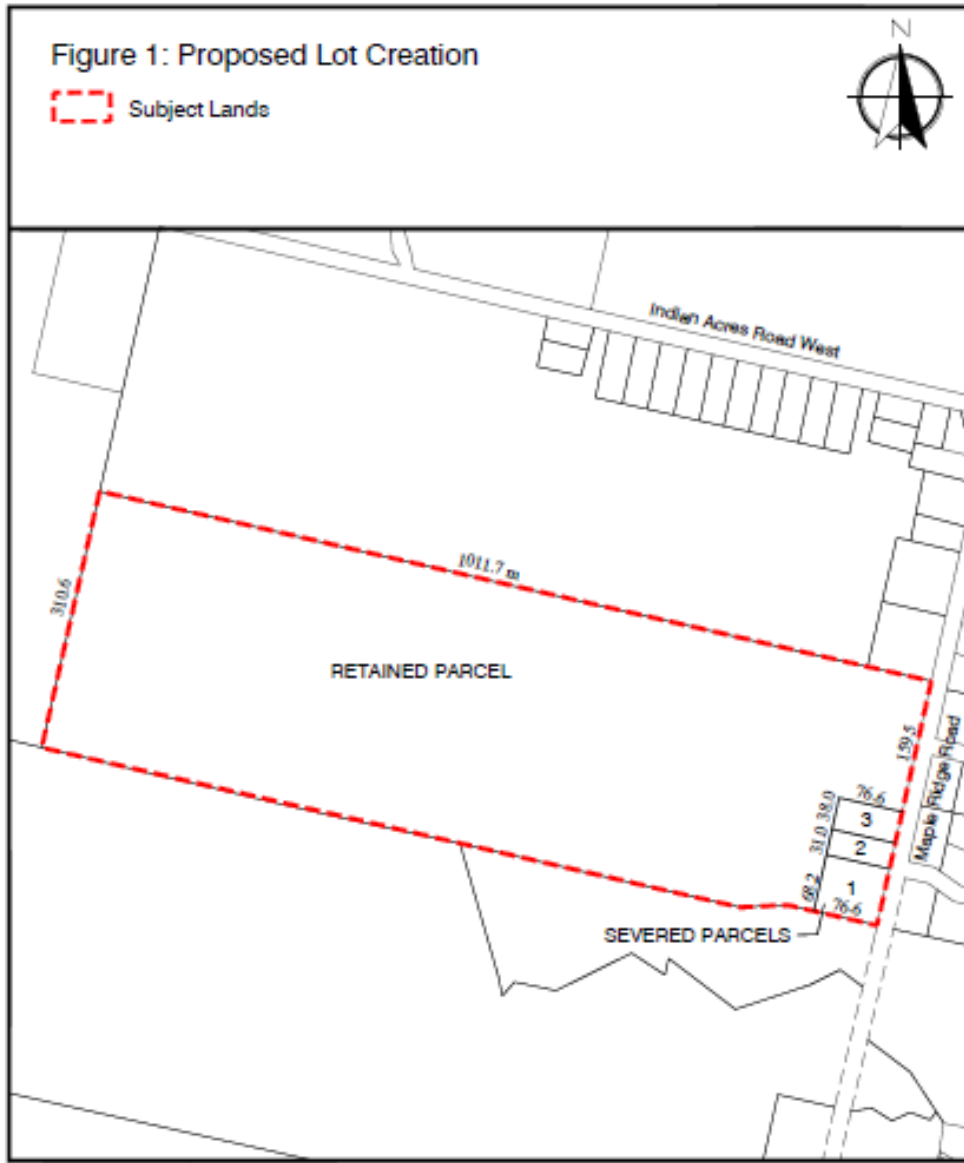 Figure 1: Proposed Lot Creation
N
Subject Lands
Indian Acres Road West
1011.7 m
310.6
RETAINED PARCEL
159.5
Maple Ridge Road
76.6
38.0
3
31.0
2
68.2
1
76.6
SEVERED PARCELS